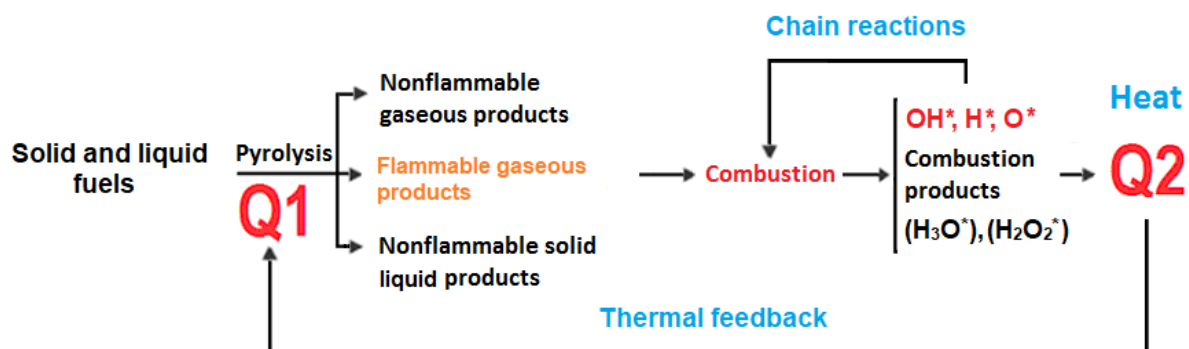 Chain reactions
Nonflammable
gaseous products
Heat
OH*, H*, O*
Solid and liquid
fuels
Pyrolysis
Q1
Flammable gaseous
products
Combustion
Combustion
products
Q2
(H₃O*), (H₂O₂*)
Nonflammable solid
liquid products
Thermal feedback